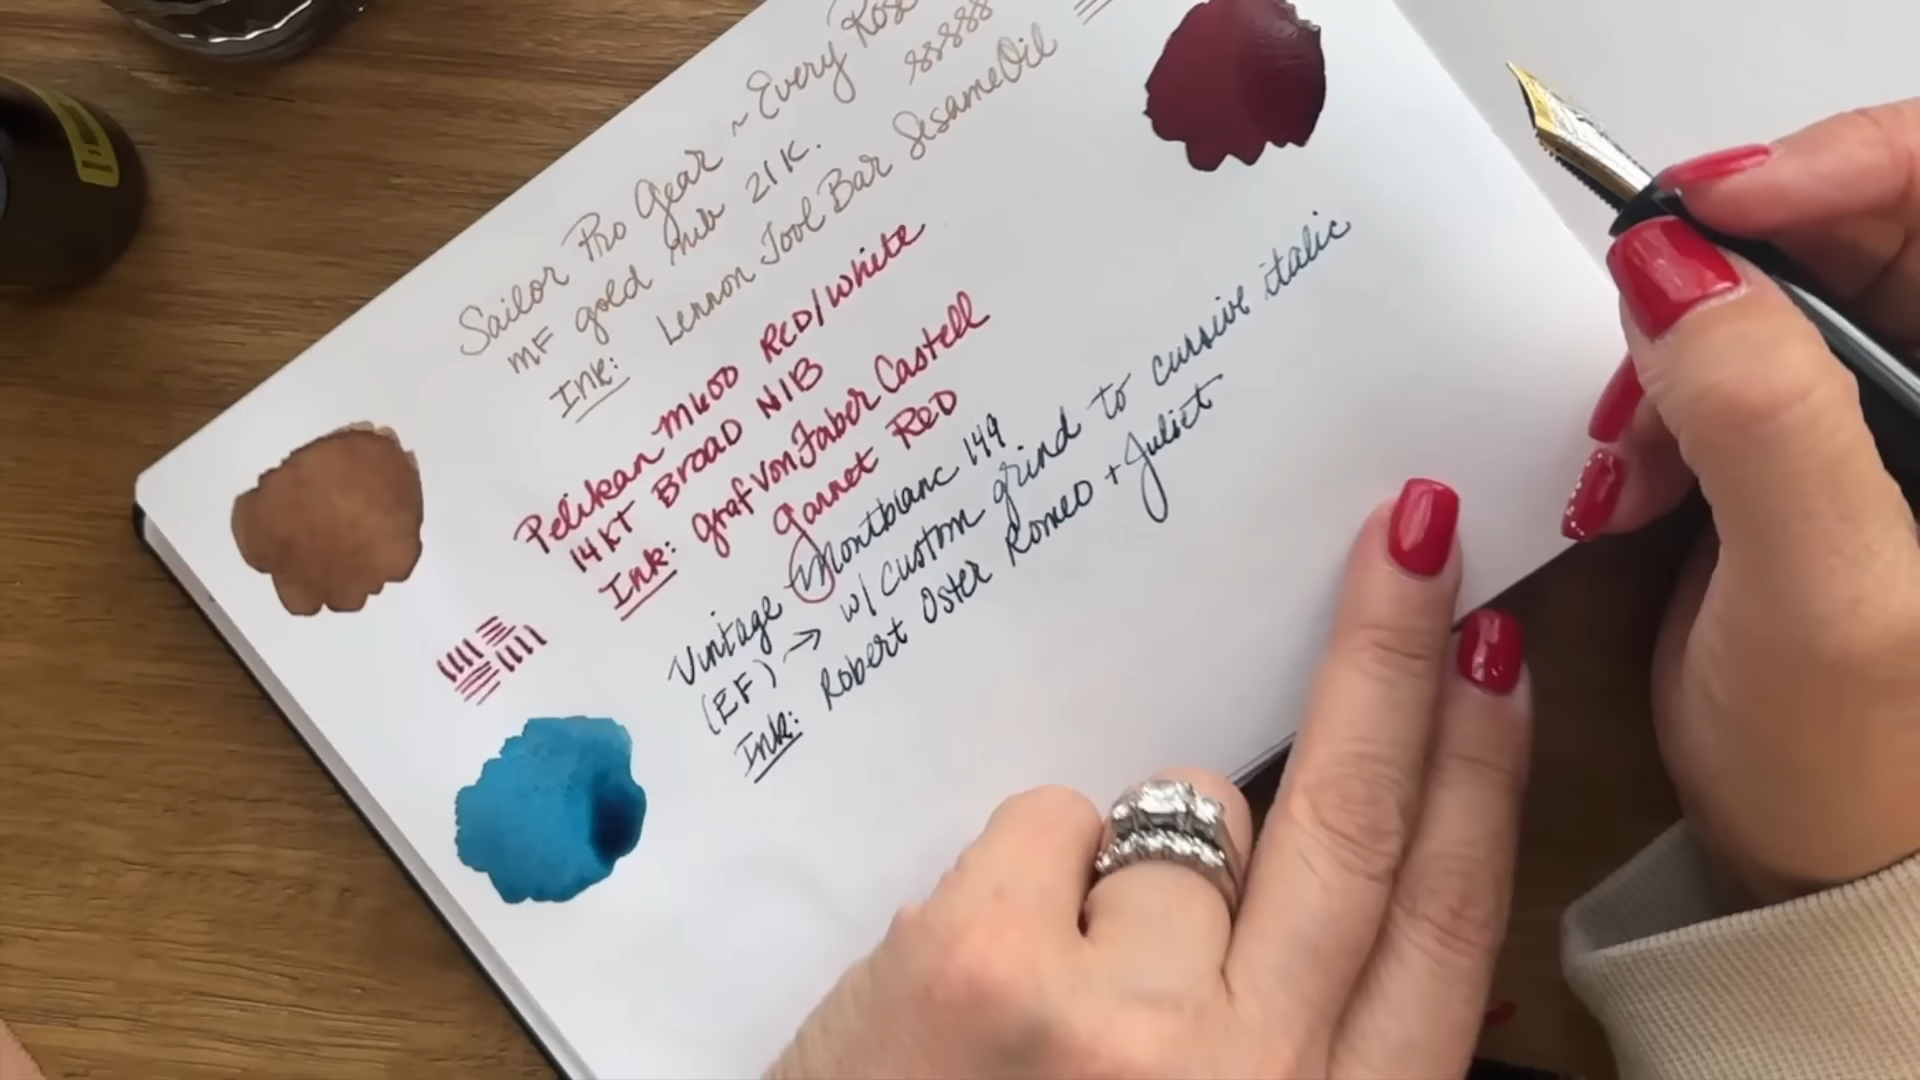 Sailor Pro Gear ~ Every Rose
MF gold nib 21K. 8888
Ink: Lennon Tool Bar Sesame Oil
Pelikan M600 RED/white
14KT BROAD NIB
Ink: Graf Von Faber Castell
Garnet RED
Vintage Montblanc 149
(EF) → w/ custom grind to cursive italic
Ink: Robert Oster Romeo + Juliet